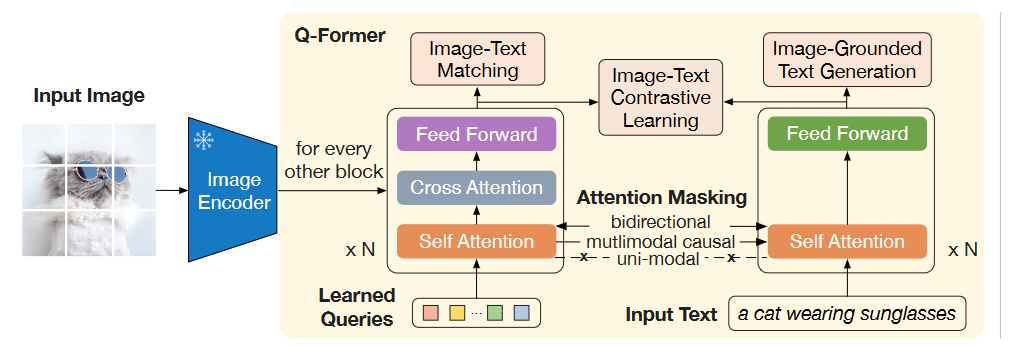 Q-Former
Image-Text
Matching
Image-Text
Contrastive
Learning
Image-Grounded
Text Generation
Input Image
Image
Encoder
for every
other block
Feed Forward
Cross Attention
Self Attention
x N
Attention Masking
bidirectional
mutlimodal causal
x uni-modal x
Feed Forward
Self Attention
x N
Learned
Queries
...
Input Text
a cat wearing sunglasses